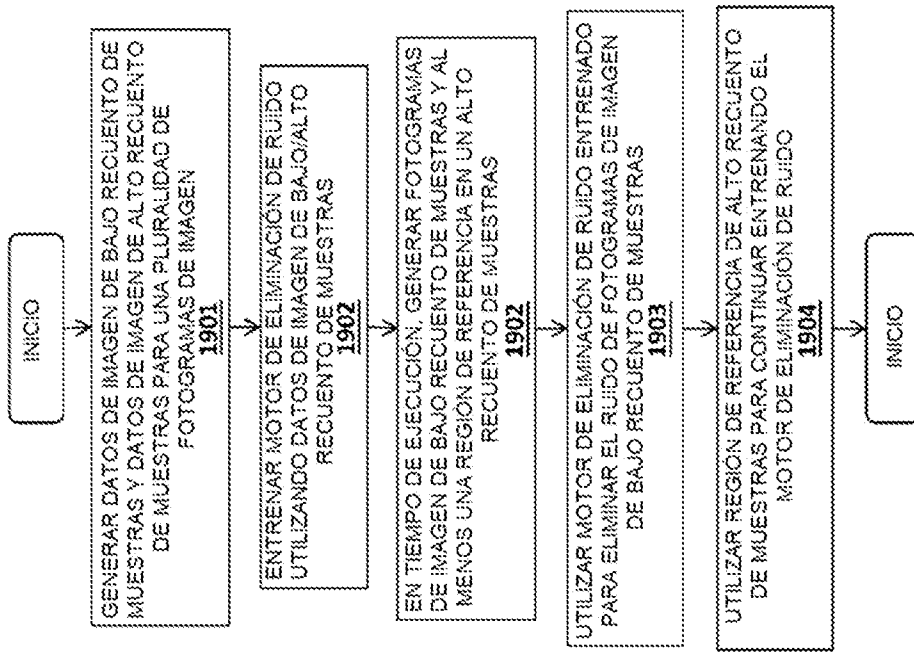 INICIO
GENERAR DATOS DE IMAGEN DE BAJO RECUENTO DE
MUESTRAS Y DATOS DE IMAGEN DE ALTO RECUENTO
DE MUESTRAS PARA UNA PLURALIDAD DE
FOTOGRAMAS DE IMAGEN
1901
ENTRENAR MOTOR DE ELIMINACIÓN DE RUIDO
UTILIZANDO DATOS DE IMAGEN DE BAJO/ALTO
RECUENTO DE MUESTRAS
1902
EN TIEMPO DE EJECUCIÓN, GENERAR FOTOGRAMAS
DE IMAGEN DE BAJO RECUENTO DE MUESTRAS Y AL
MENOS UNA REGIÓN DE REFERENCIA EN UN ALTO
RECUENTO DE MUESTRAS
1902
UTILIZAR MOTOR DE ELIMINACIÓN DE RUIDO ENTRENADO
PARA ELIMINAR EL RUIDO DE FOTOGRAMAS DE IMAGEN
DE BAJO RECUENTO DE MUESTRAS
1903
UTILIZAR REGIÓN DE REFERENCIA DE ALTO RECUENTO
DE MUESTRAS PARA CONTINUAR ENTRENANDO EL
MOTOR DE ELIMINACIÓN DE RUIDO
1904
INICIO